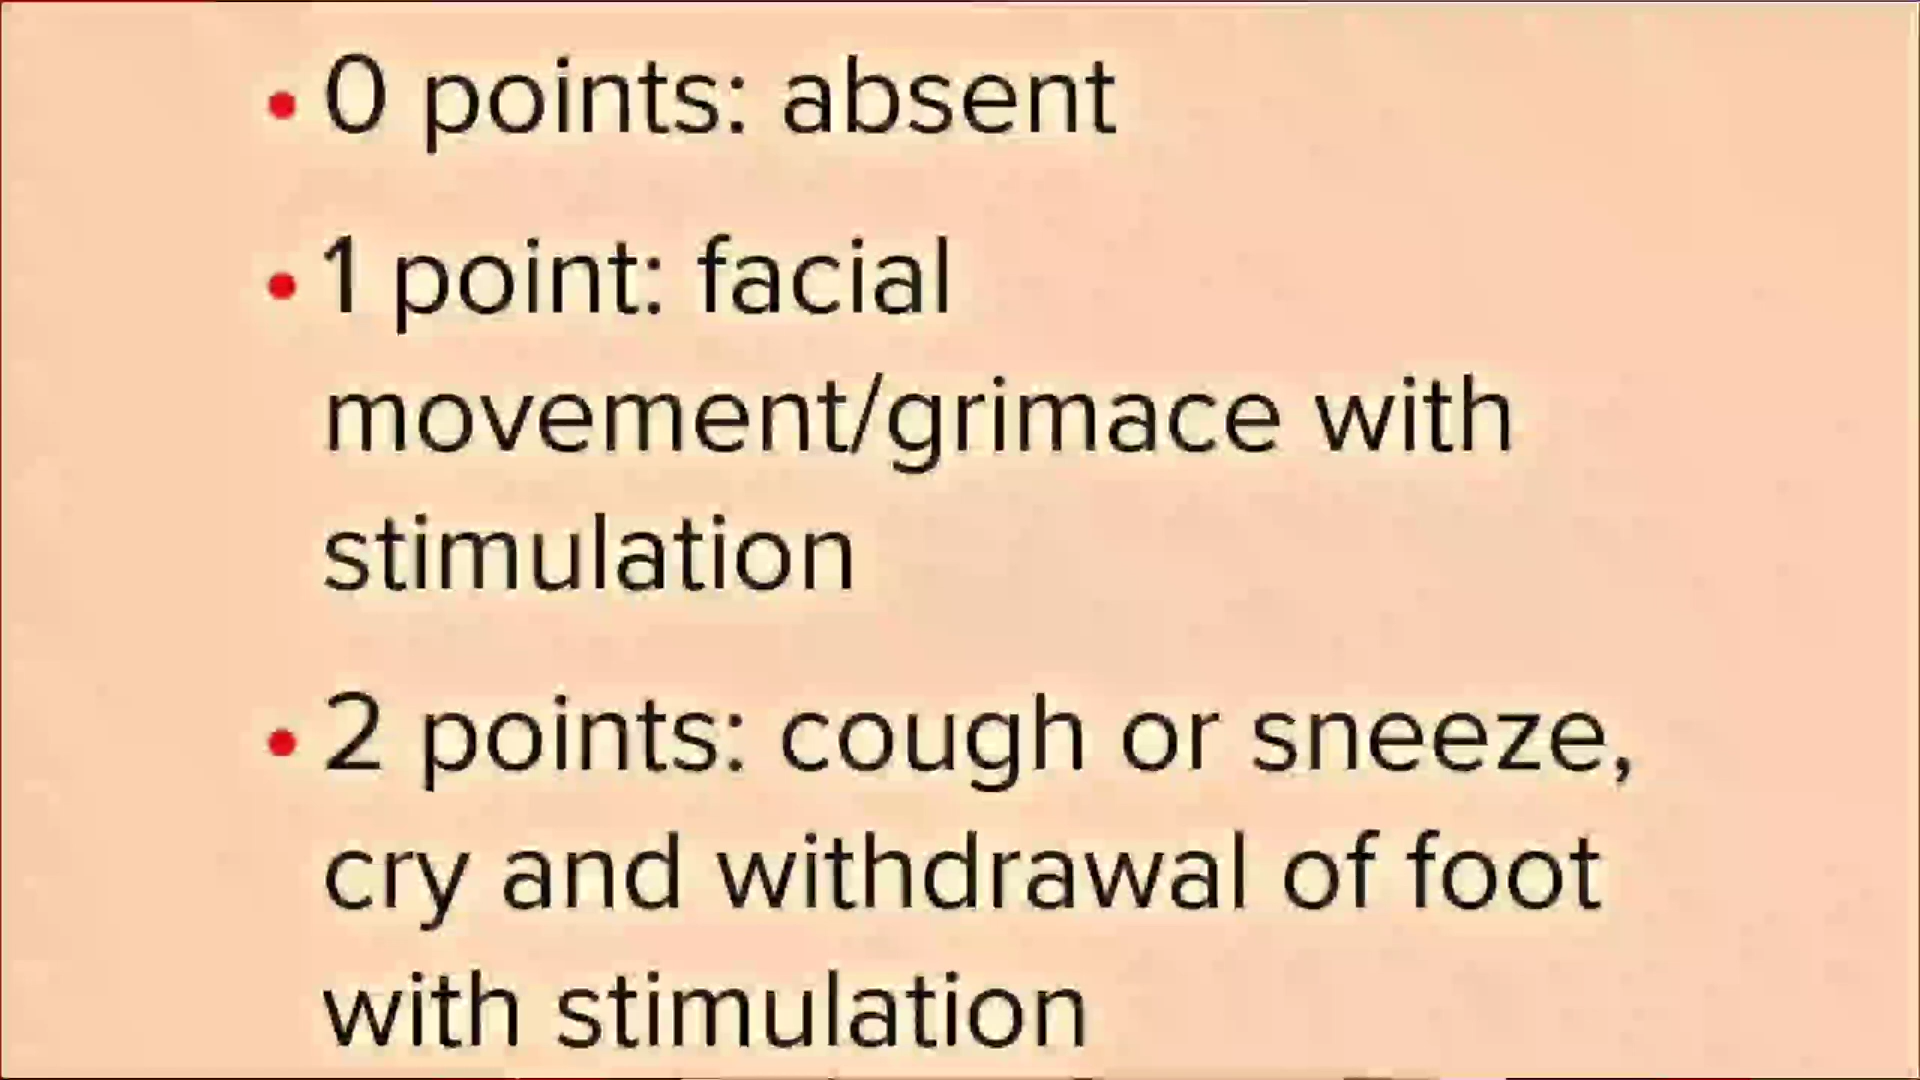 • 0 points: absent
• 1 point: facial
movement/grimace with
stimulation
• 2 points: cough or sneeze,
cry and withdrawal of foot
with stimulation